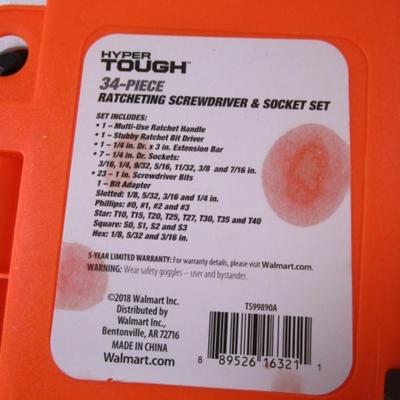 HYPER
TOUGH™
34-PIECE
RATCHETING SCREWDRIVER & SOCKET SET
SET INCLUDES:
• 1 – Multi-Use Ratchet Handle
• 1 – Stubby Ratchet Bit Driver
• 1 – 1/4 in. Dr. x 3 in. Extension Bar
• 7 – 1/4 in. Dr. Sockets:
3/16, 1/4, 9/32, 5/16, 11/32, 3/8 and 7/16 in.
• 23 – 1 in. Screwdriver Bits
1 – Bit Adapter
Slotted: 1/8, 5/32, 3/16 and 1/4 in.
Phillips: #0, #1, #2 and #3
Star: T10, T15, T20, T25, T27, T30, T35 and T40
Square: S0, S1, S2 and S3
Hex: 1/8, 5/32 and 3/16 in.
5-YEAR LIMITED WARRANTY: For warranty details, please visit Walmart.com.
WARNING: Wear safety goggles – user and bystander.
©2018 Walmart Inc.
Distributed by
Walmart Inc.,
Bentonville, AR 72716
MADE IN CHINA
Walmart.com
TS99890A
8 89526 16321 1